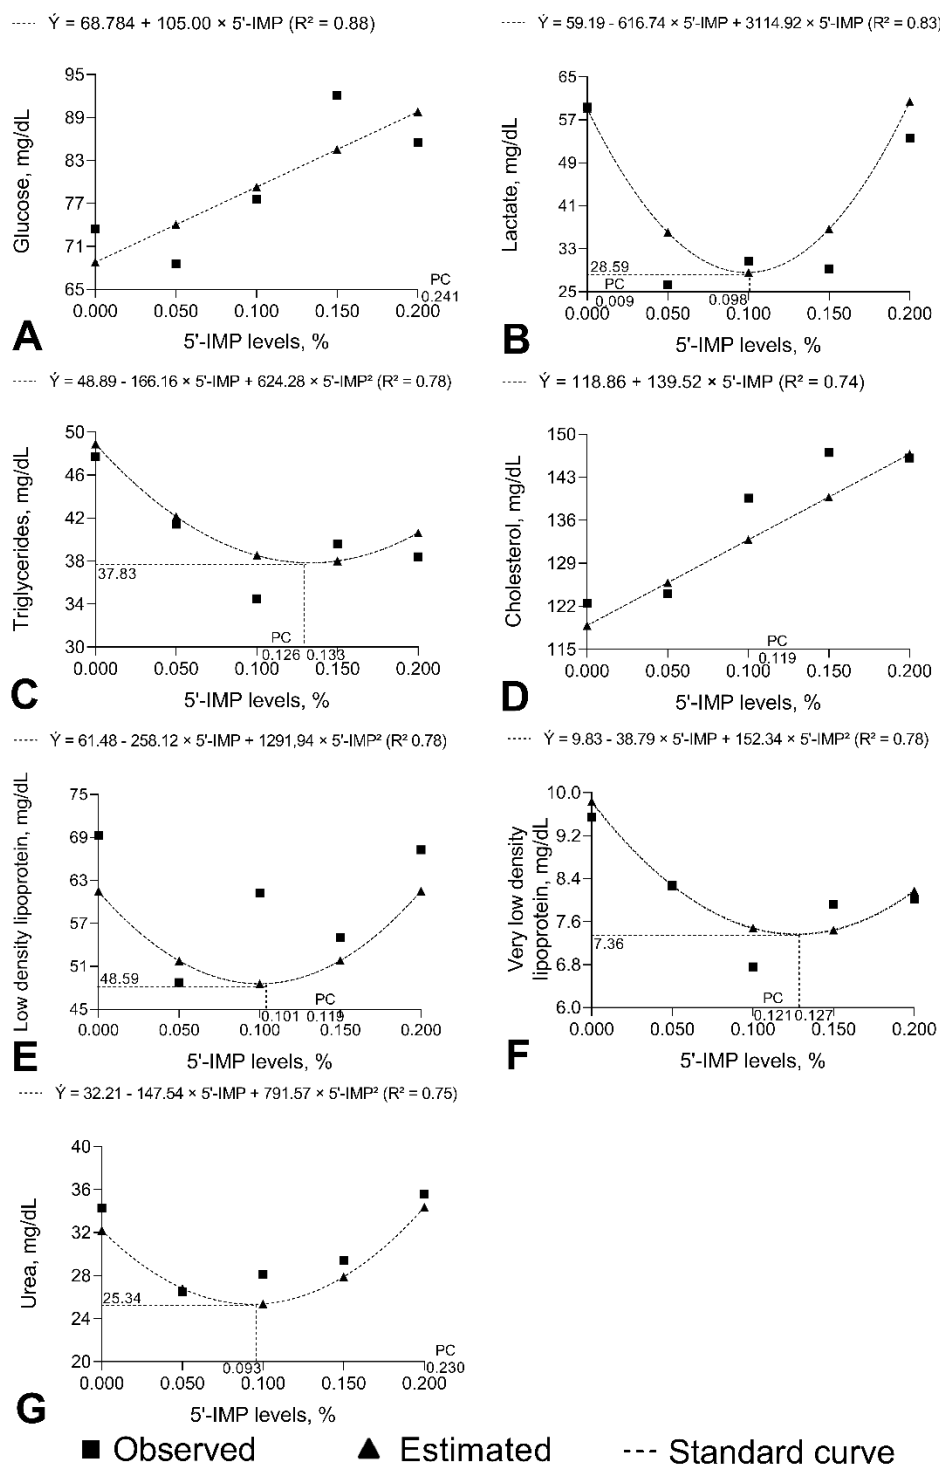 Ý = 68.784 + 105.00 × 5'-IMP (R² = 0.88)
Glucose, mg/dL
95
89
83
77
71
65
PC
0.241
0.000 0.050 0.100 0.150 0.200
5'-IMP levels, %
A
Ý = 59.19 - 616.74 × 5'-IMP + 3114.92 × 5'-IMP² (R² = 0.83)
Lactate, mg/dL
65
57
49
41
33
25
28.59
PC
0.009
0.098
0.000 0.050 0.100 0.150 0.200
5'-IMP levels, %
B
Ý = 48.89 - 166.16 × 5'-IMP + 624.28 × 5'-IMP² (R² = 0.78)
Triglycerides, mg/dL
50
46
42
38
34
30
37.83
PC
0.126 0.133
0.000 0.050 0.100 0.150 0.200
5'-IMP levels, %
C
Ý = 118.86 + 139.52 × 5'-IMP (R² = 0.74)
Cholesterol, mg/dL
150
143
136
129
122
115
PC
0.119
0.000 0.050 0.100 0.150 0.200
5'-IMP levels, %
D
Ý = 61.48 - 258.12 × 5'-IMP + 1291,94 × 5'-IMP² (R² 0.78)
Low density lipoprotein, mg/dL
75
69
63
57
51
45
48.59
PC
0.101 0.119
0.000 0.050 0.100 0.150 0.200
5'-IMP levels, %
E
Ý = 9.83 - 38.79 × 5'-IMP + 152.34 × 5'-IMP² (R² = 0.78)
Very low density
lipoprotein, mg/dL
10.0
9.2
8.4
7.6
6.8
6.0
7.36
PC
0.121 0.127
0.000 0.050 0.100 0.150 0.200
5'-IMP levels, %
F
Ý = 32.21 - 147.54 × 5'-IMP + 791.57 × 5'-IMP² (R² = 0.75)
Urea, mg/dL
40
36
32
28
24
20
25.34
0.093
PC
0.230
0.000 0.050 0.100 0.150 0.200
5'-IMP levels, %
G
Observed Estimated Standard curve